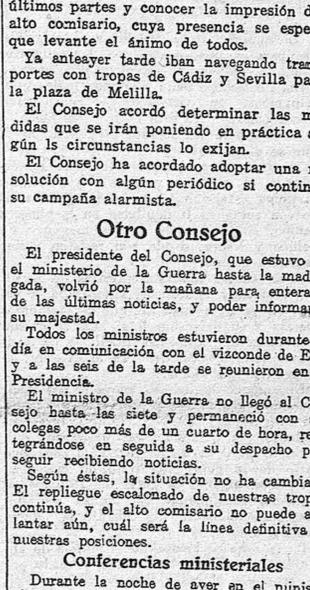 últimos partes y conocer la impresión d
alto comisario, cuya presencia se espe
que levante el ánimo de todos.
Ya anteayer tarde iban navegando tran
portes con tropas de Cádiz y Sevilla pa
la plaza de Melilla.
El Consejo acordó determinar las m
didas que se irán poniendo en práctica
gún ls circunstancias lo exijan.
El Consejo ha acordado adoptar una r
solución con algún periódico si contin
su campaña alarmista.
Otro Consejo
El presidente del Consejo, que estuvo
el ministerio de la Guerra hasta la mad
gada, volvió por la mañana para entera
de las últimas noticias, y poder informar
su majestad.
Todos los ministros estuvieron durante
día en comunicación con el vizconde de E
y a las seis de la tarde se reunieron en
Presidencia.
El ministro de la Guerra no llegó al C
sejo hasta las siete y permaneció con
colegas poco más de un cuarto de hora, re
tegrándose en seguida a su despacho p
seguir recibiendo noticias.
Según éstas, la situación no ha cambia
El repliegue escalonado de nuestras trop
continúa, y el alto comisario no puede a
lantar aún, cuál será la línea definitiva
nuestras posiciones.
Conferencias ministeriales
Durante la noche de ayer en el minis